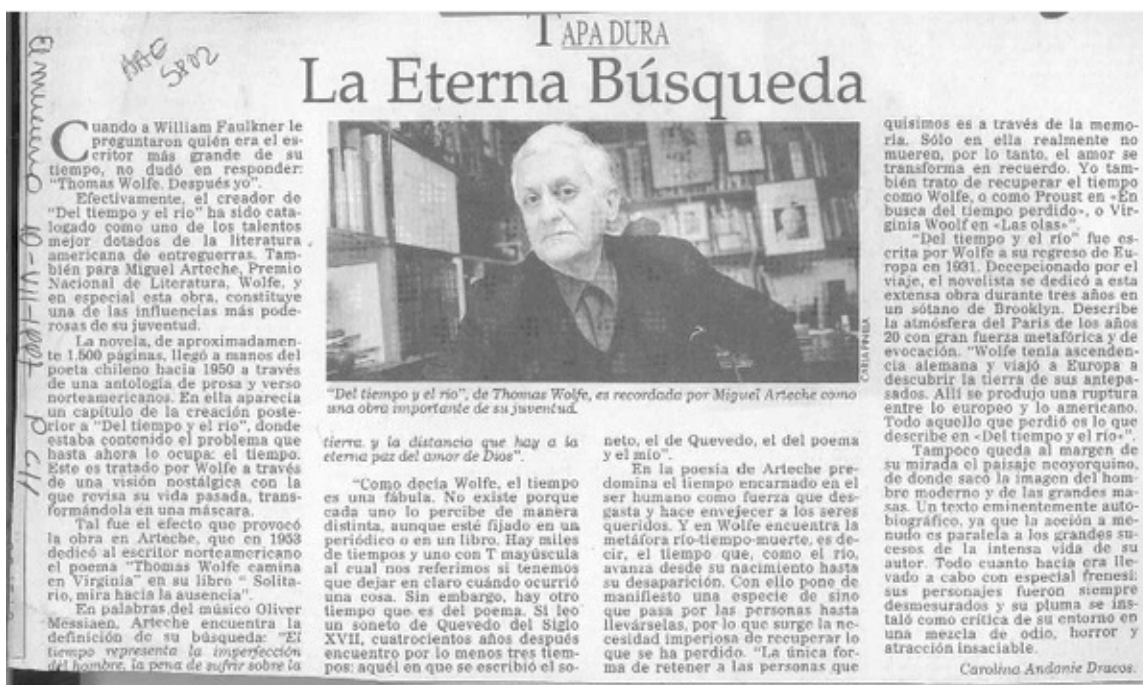 TAPA DURA
La Eterna Búsqueda
El Mercurio 10-VII-1997 p C4
AAE
5802
Cuando a William Faulkner le
preguntaron quién era el es-
critor más grande de su
tiempo, no dudó en responder:
"Thomas Wolfe. Después yo".
Efectivamente, el creador de
"Del tiempo y el río" ha sido cata-
logado como uno de los talentos
mejor dotados de la literatura
americana de entreguerras. Tam-
bién para Miguel Arteche, Premio
Nacional de Literatura, Wolfe, y
en especial esta obra, constituye
una de las influencias más pode-
rosas de su juventud.
La novela, de aproximadamen-
te 1.500 páginas, llegó a manos del
poeta chileno hacia 1950 a través
de una antología de prosa y verso
norteamericanos. En ella aparecía
un capítulo de la creación poste-
rior a "Del tiempo y el río", donde
estaba contenido el problema que
hasta ahora lo ocupa: el tiempo.
Este es tratado por Wolfe a través
de una visión nostálgica con la
que revisa su vida pasada, trans-
formándola en una máscara.
Tal fue el efecto que provocó
la obra en Arteche, que en 1953
dedicó al escritor norteamericano
el poema "Thomas Wolfe camina
en Virginia" en su libro " Solita-
rio, mira hacia la ausencia".
En palabras del músico Oliver
Messiaen, Arteche encuentra la
definición de su búsqueda: "El
tiempo representa la imperfección
del hombre, la pena de sufrir sobre la
CARLA PINILLA
"Del tiempo y el río", de Thomas Wolfe, es recordada por Miguel Arteche como
una obra importante de su juventud.
tierra y la distancia que hay a la
eterna paz del amor de Dios".
"Como decía Wolfe, el tiempo
es una fábula. No existe porque
cada uno lo percibe de manera
distinta, aunque esté fijado en un
periódico o en un libro. Hay miles
de tiempos y uno con T mayúscula
al cual nos referimos si tenemos
que dejar en claro cuándo ocurrió
una cosa. Sin embargo, hay otro
tiempo que es del poema. Si leo
un soneto de Quevedo del Siglo
XVII, cuatrocientos años después
encuentro por lo menos tres tiem-
pos: aquél en que se escribió el so-
neto, el de Quevedo, el del poema
y el mío".
En la poesía de Arteche pre-
domina el tiempo encarnado en el
ser humano como fuerza que des-
gasta y hace envejecer a los seres
queridos. Y en Wolfe encuentra la
metáfora río-tiempo-muerte, es de-
cir, el tiempo que, como el río,
avanza desde su nacimiento hasta
su desaparición. Con ello pone de
manifiesto una especie de sino
que pasa por las personas hasta
llevárselas, por lo que surge la ne-
cesidad imperiosa de recuperar lo
que se ha perdido. "La única for-
ma de retener a las personas que
quisimos es a través de la memo-
ria. Sólo en ella realmente no
mueren, por lo tanto, el amor se
transforma en recuerdo. Yo tam-
bién trato de recuperar el tiempo
como Wolfe, o como Proust en «En
busca del tiempo perdido», o Vir-
ginia Woolf en «Las olas»".
"Del tiempo y el río" fue es-
crita por Wolfe a su regreso de Eu-
ropa en 1931. Decepcionado por el
viaje, el novelista se dedicó a esta
extensa obra durante tres años en
un sótano de Brooklyn. Describe
la atmósfera del París de los años
20 con gran fuerza metafórica y de
evocación. "Wolfe tenía ascenden-
cia alemana y viajó a Europa a
descubrir la tierra de sus antepa-
sados. Allí se produjo una ruptura
entre lo europeo y lo americano.
Todo aquello que perdió es lo que
describe en «Del tiempo y el río»".
Tampoco queda al margen de
su mirada el paisaje neoyorquino,
de donde sacó la imagen del hom-
bre moderno y de las grandes ma-
sas. Un texto eminentemente auto-
biográfico, ya que la acción a me-
nudo es paralela a los grandes su-
cesos de la intensa vida de su
autor. Todo cuanto hacía era lle-
vado a cabo con especial frenesí;
sus personajes fueron siempre
desmesurados y su pluma se ins-
taló como crítica de su entorno en
una mezcla de odio, horror y
atracción insaciable.
Carolina Andonie Dracos.